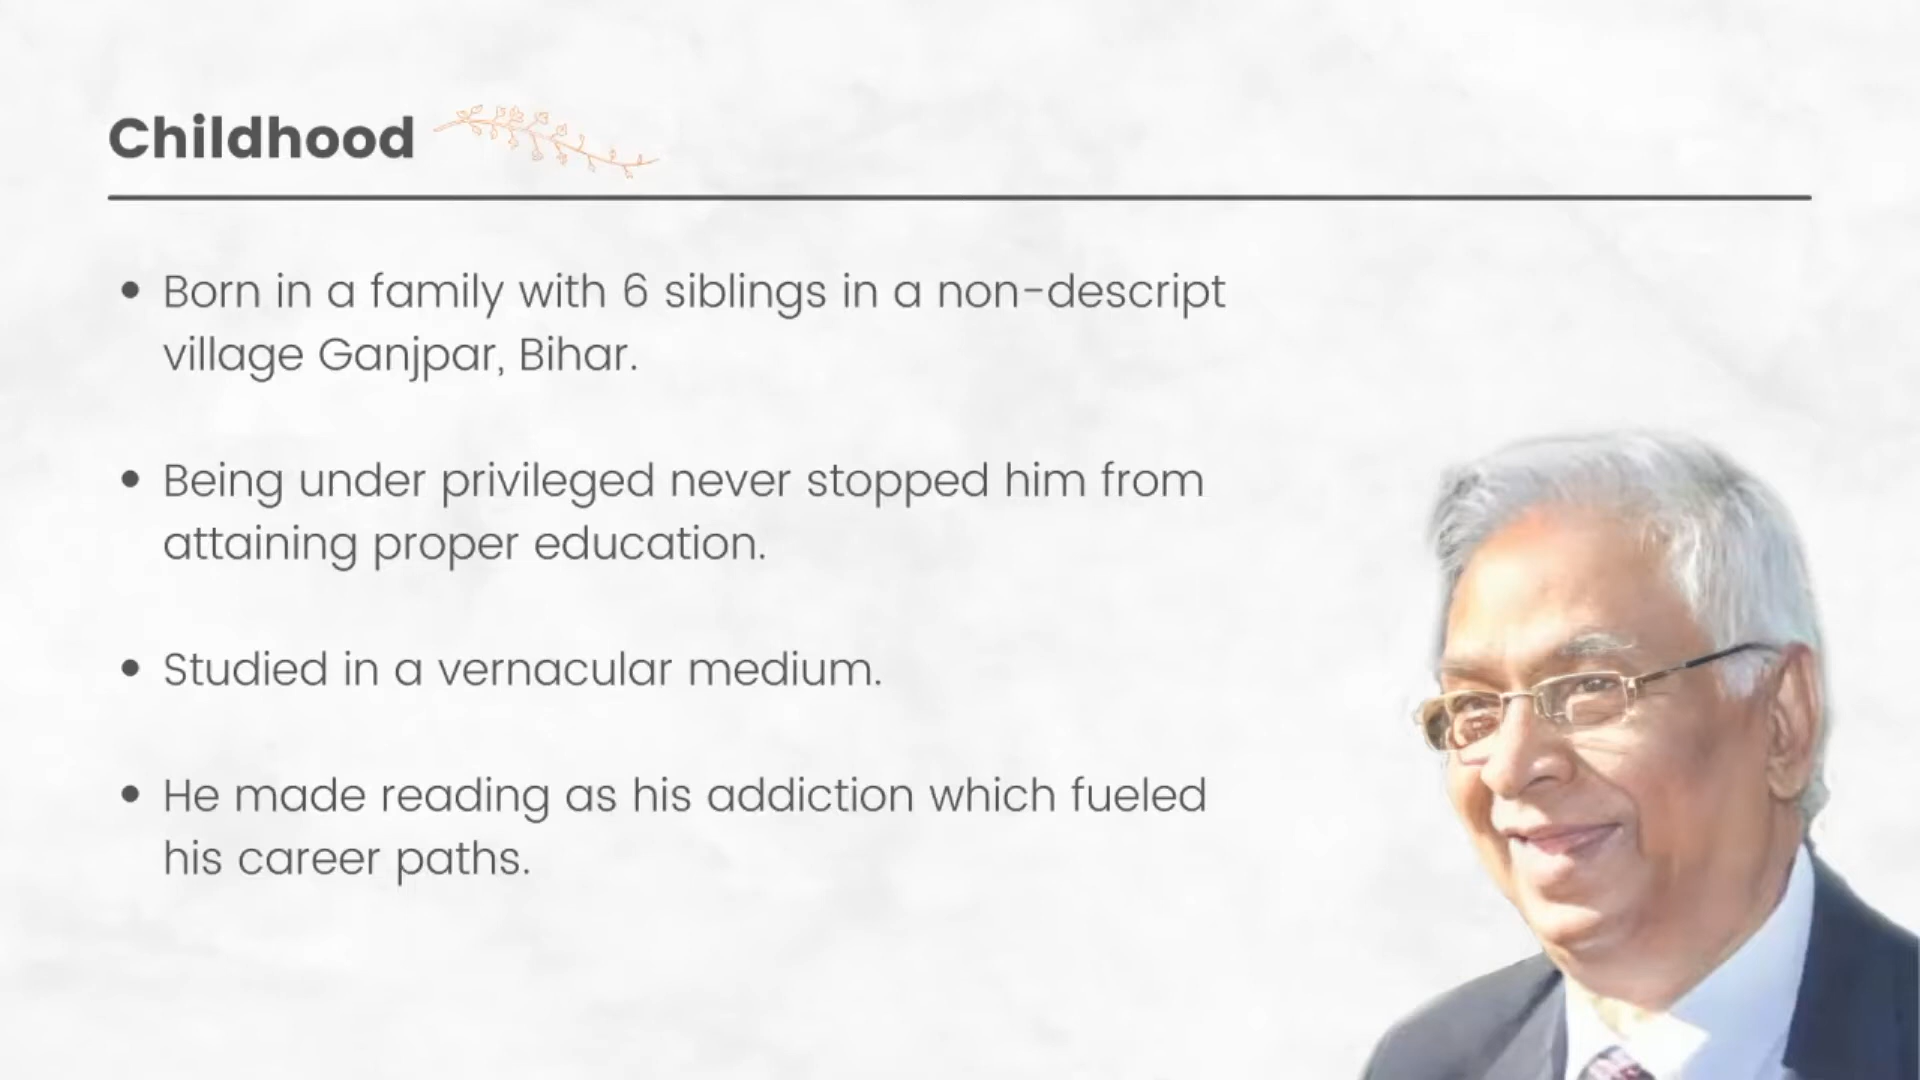 Childhood
• Born in a family with 6 siblings in a non-descript
village Ganjpar, Bihar.
• Being under privileged never stopped him from
attaining proper education.
• Studied in a vernacular medium.
• He made reading as his addiction which fueled
his career paths.